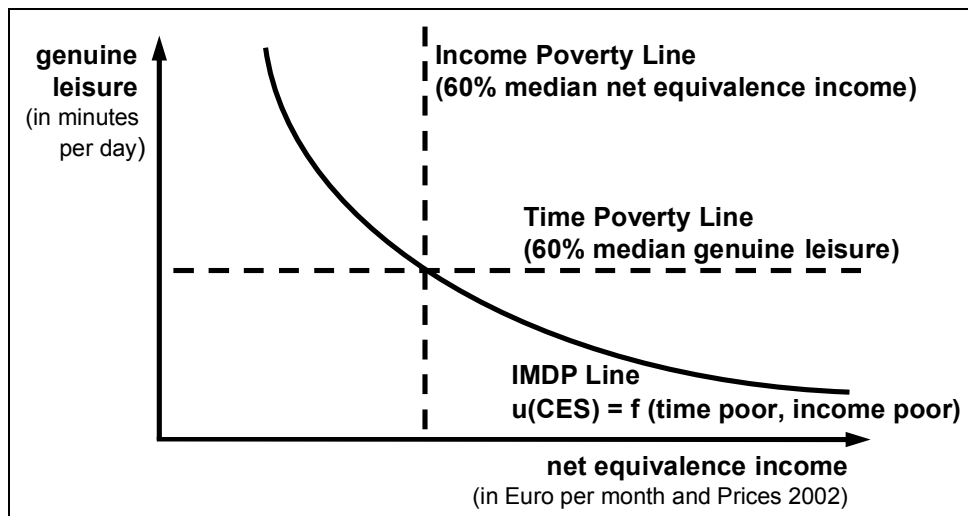 genuine
leisure
(in minutes
per day)
Income Poverty Line
(60% median net equivalence income)
Time Poverty Line
(60% median genuine leisure)
IMDP Line
u(CES) = f (time poor, income poor)
net equivalence income
(in Euro per month and Prices 2002)